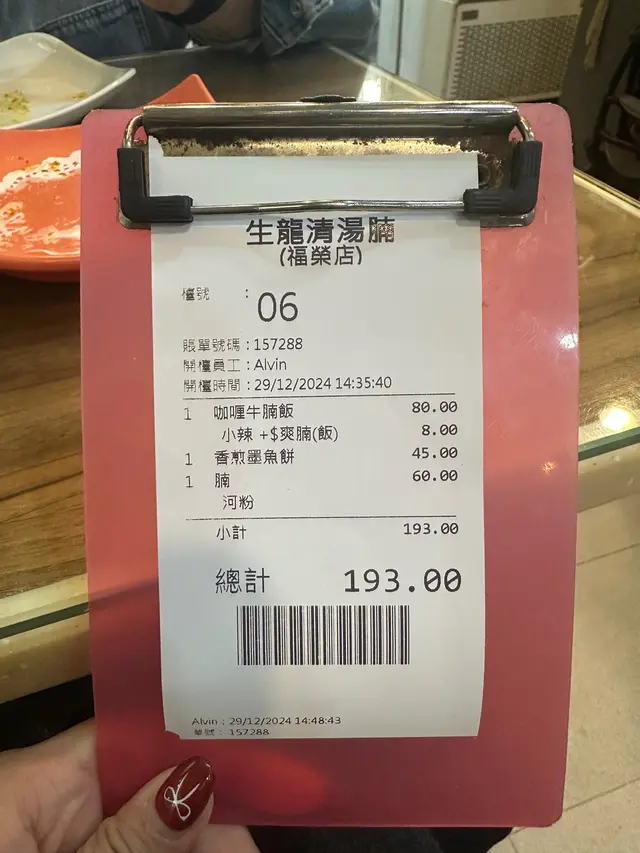 生龍清湯腩
(福榮店)
檯號 : 06
賬單號碼 : 157288
開檯員工 : Alvin
開檯時間 : 29/12/2024 14:35:40
1 咖喱牛腩飯 80.00
小辣 +$爽腩(飯) 8.00
1 香煎墨魚餅 45.00
1 腩 60.00
河粉
小計 193.00
總計 193.00
Alvin : 29/12/2024 14:48:43
單號 : 157288